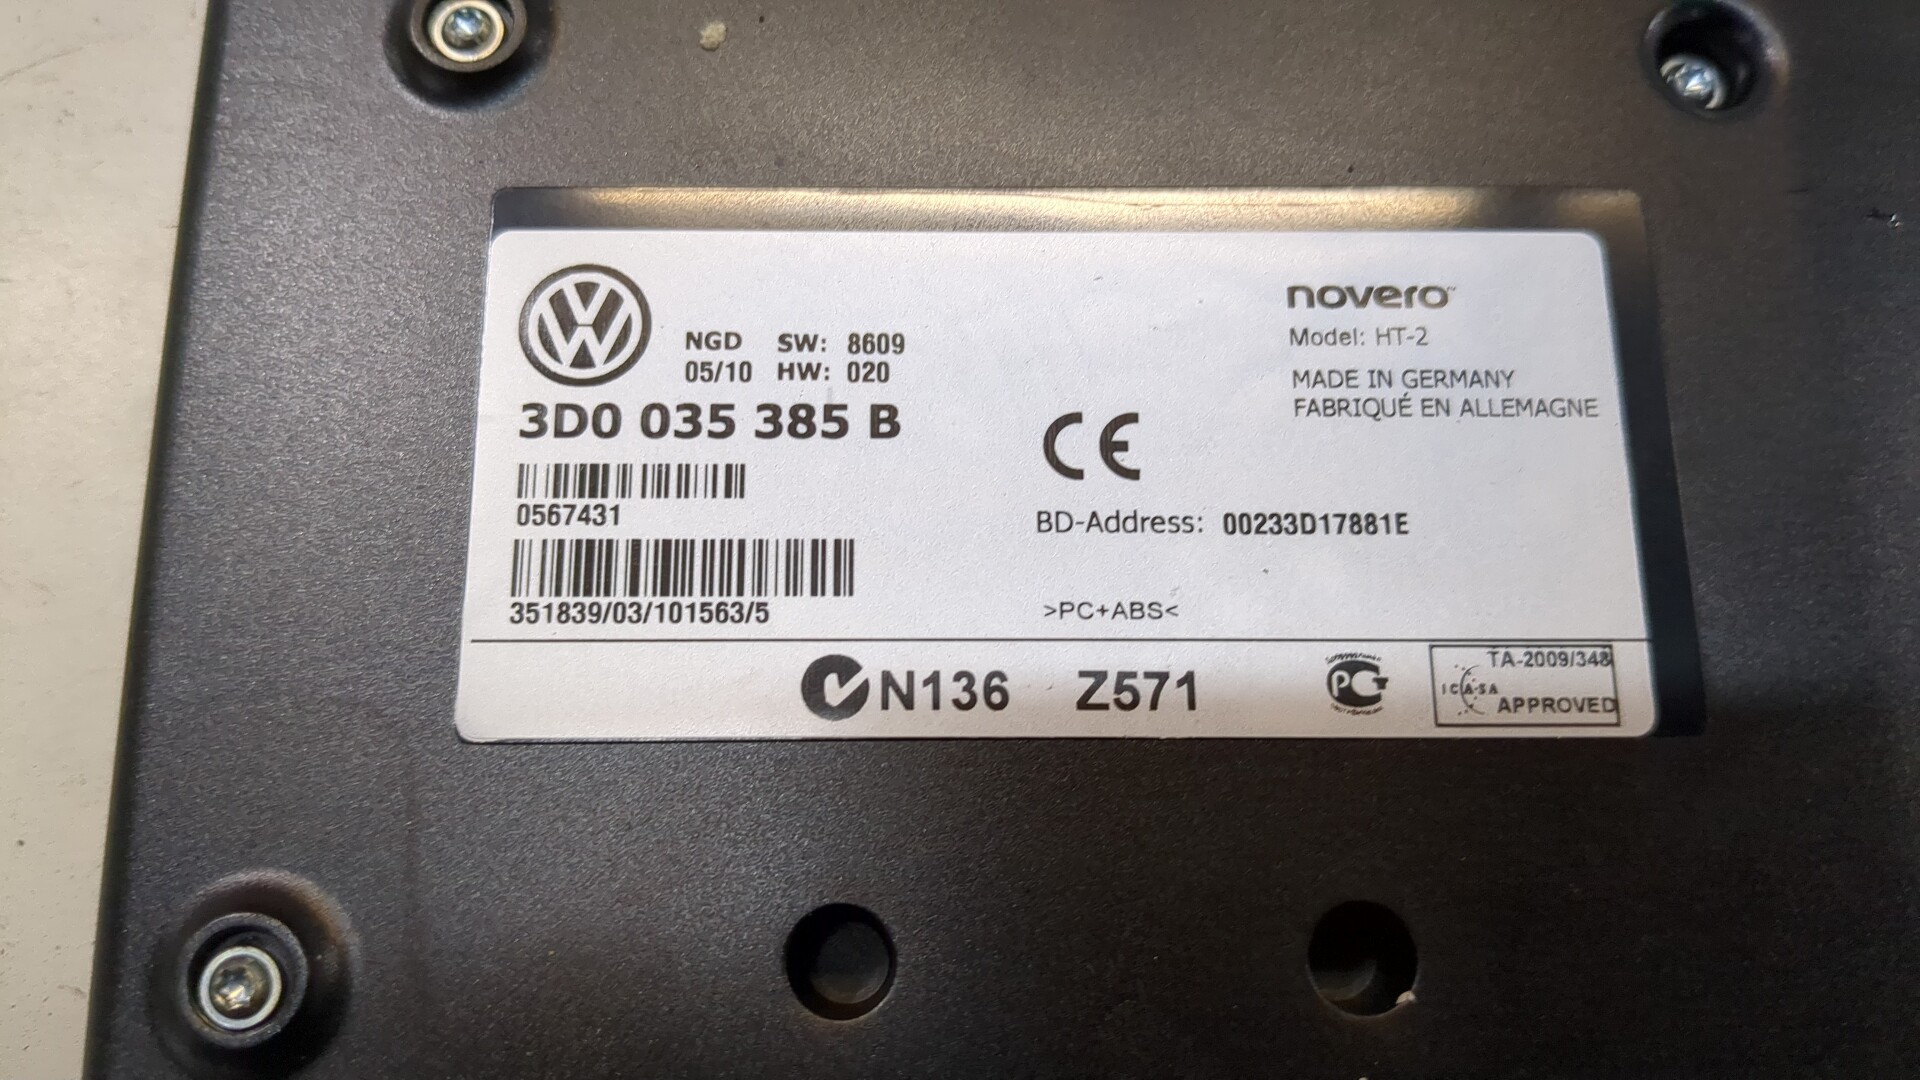 NGD SW: 8609
05/10 HW: 020
3D0 035 385 B
0567431
351839/03/101563/5
novero™
Model: HT-2
MADE IN GERMANY
FABRIQUÉ EN ALLEMAGNE
CE
BD-Address: 00233D17881E
>PC+ABS<
N136 Z571
TA-2009/348
ICASA
APPROVED